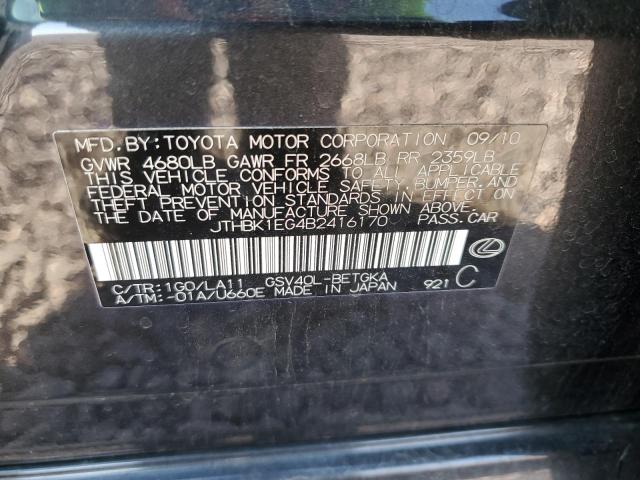 MFD.BY:TOYOTA MOTOR CORPORATION 09/10
GVWR 4680LB GAWR FR 2668LB RR 2359LB
THIS VEHICLE CONFORMS TO ALL APPLICABLE
FEDERAL MOTOR VEHICLE SAFETY,BUMPER,AND
THEFT PREVENTION STANDARDS IN EFFECT ON
THE DATE OF MANUFACTURE SHOWN ABOVE.
JTHBK1EG4B2416170 PASS.CAR
C/TR:1G0/LA11 GSV40L-BETGKA
A/TM:-01A/U660E MADE IN JAPAN 921 C